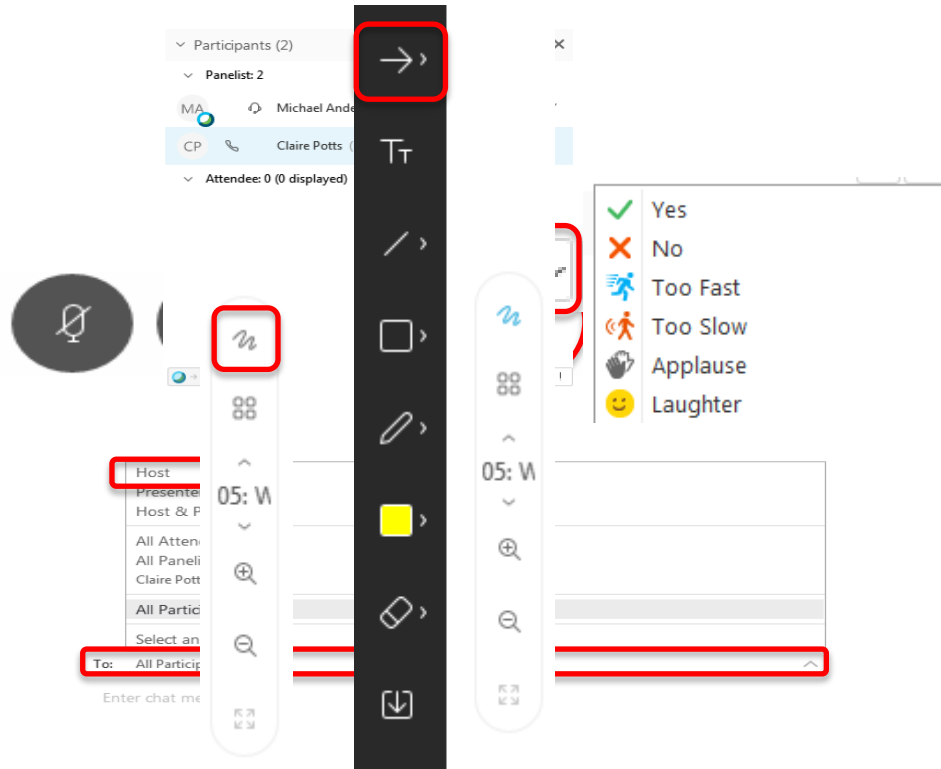 Participants (2)
Panelist: 2
MA Michael Ande
CP Claire Potts (
Attendee: 0 (0 displayed)
Yes
No
Too Fast
Too Slow
Applause
Laughter
TT
05: W
05: W
Host
Presente
Host & P
All Atten
All Paneli
Claire Pott
All Partic
Select an
To: All Particip
Enter chat me